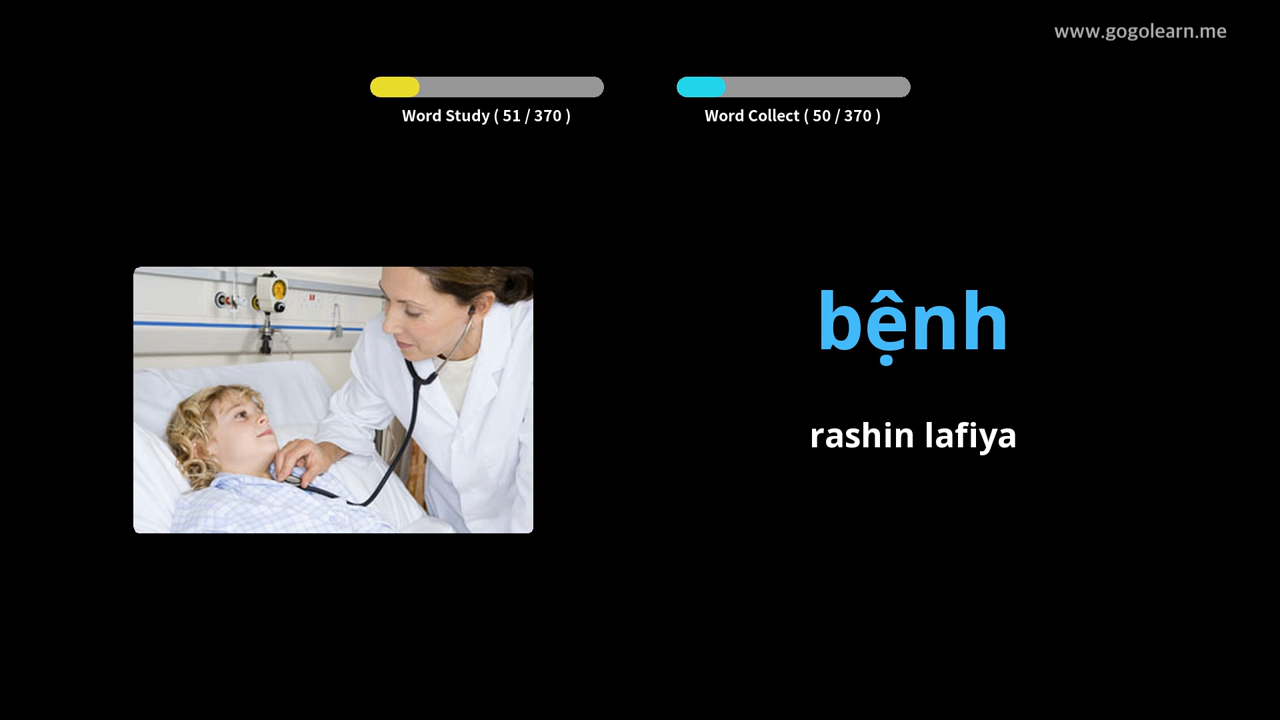 www.gogolearn.me
Word Study ( 51 / 370 )
Word Collect ( 50 / 370 )
bệnh
rashin lafiya